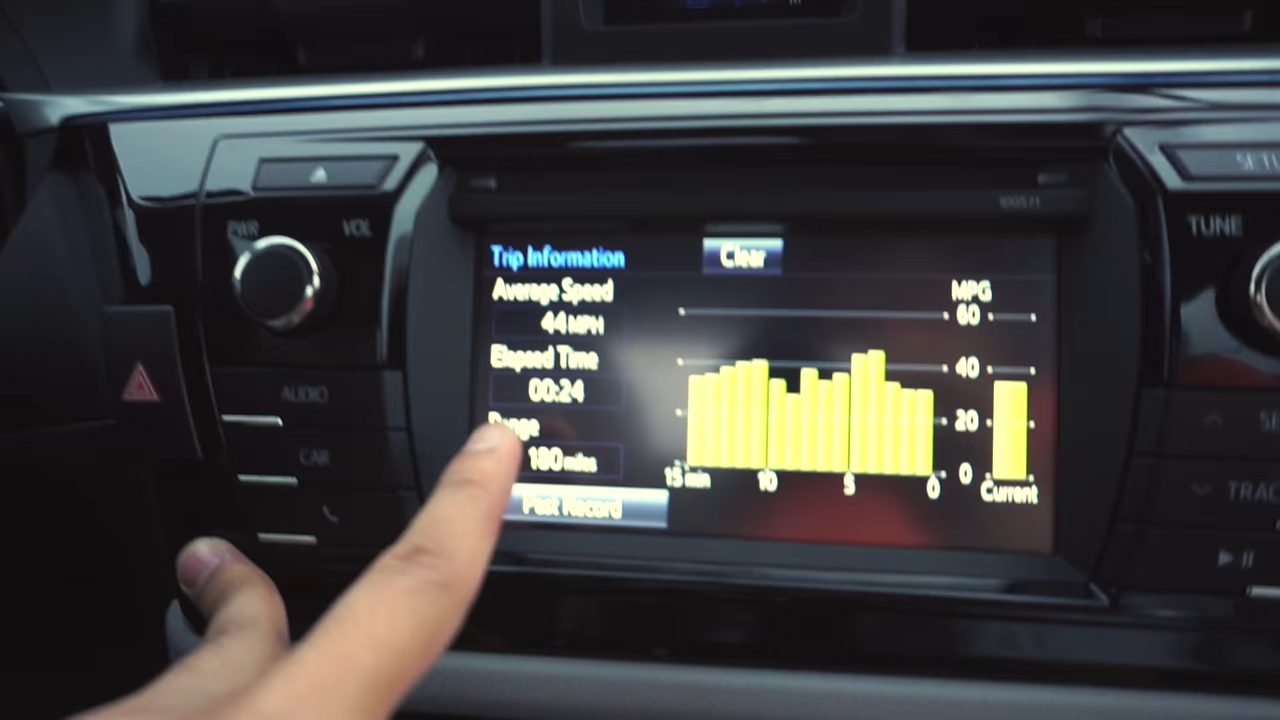 PWR VOL
100571
TUNE
AUDIO
CAR
Trip Information
Clear
Average Speed
44 MPH
Elapsed Time
00:24
Range
180 miles
Past Record
MPG
60
40
20
0
15 min 10 5 0 Current